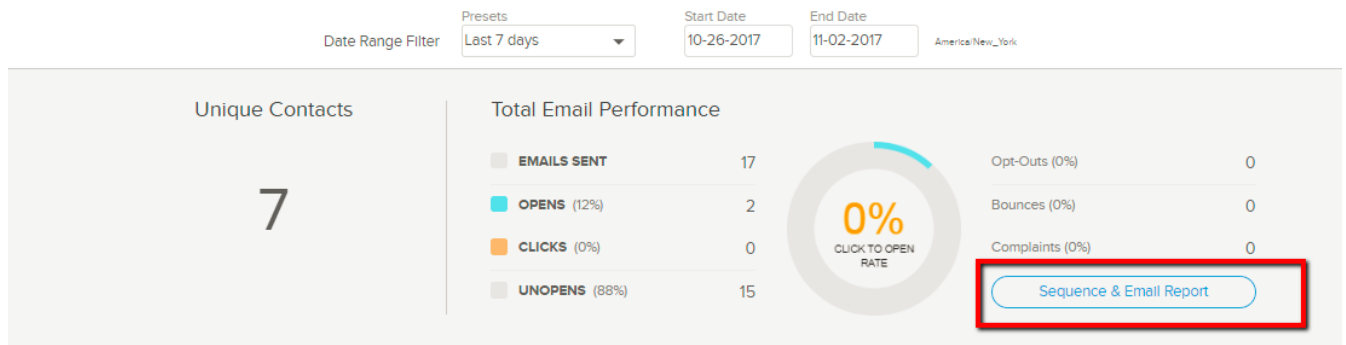 Presets Start Date End Date
Date Range Filter Last 7 days 10-26-2017 11-02-2017 America/New_York
Unique Contacts
7
Total Email Performance
EMAILS SENT 17
OPENS (12%) 2
CLICKS (0%) 0
UNOPENS (88%) 15
0%
CLICK TO OPEN
RATE
Opt-Outs (0%) 0
Bounces (0%) 0
Complaints (0%) 0
Sequence & Email Report